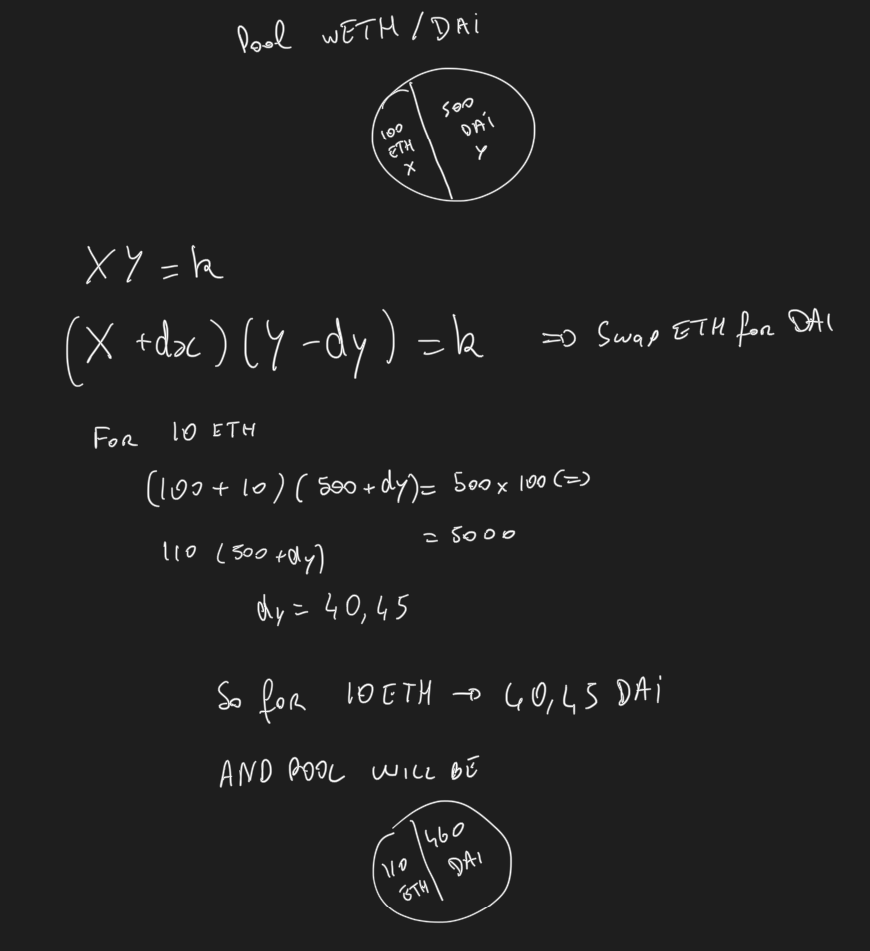 Pool wETH / DAi
100 ETH X
500 DAi Y
XY = k
(X + dx) (Y - dy) = k => Swap ETH for DAI
FOR 10 ETH
(100 + 10) ( 500 + dy) = 500 x 100 (=>
110 (500 + dy) = 5000
dy = 40,45
So for 10 ETH → 40,45 DAi
AND POOL WILL BE
110 ETH
460 DAI